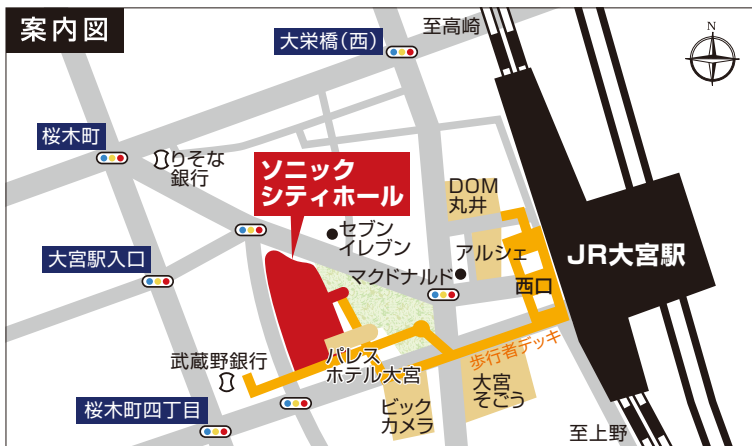 案内図
至高崎
N
大栄橋(西)
桜木町
りそな
銀行
ソニック
シティホール
DOM
丸井
セブン
イレブン
アルシェ
JR大宮駅
大宮駅入口
マクドナルド
西口
歩行者デッキ
武蔵野銀行
パレス
ホテル大宮
大宮
そごう
桜木町四丁目
ビック
カメラ
至上野